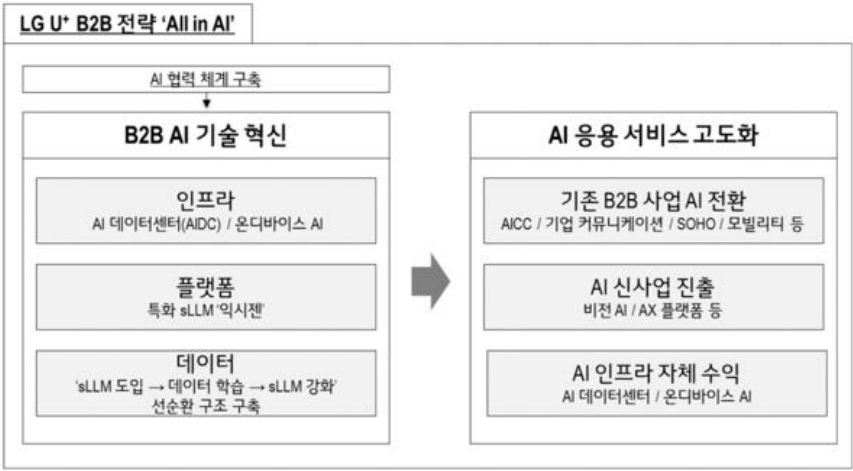 LG U⁺ B2B 전략 ‘All in AI’
AI 협력 체계 구축
B2B AI 기술 혁신
인프라
AI 데이터센터(AIDC) / 온디바이스 AI
플랫폼
특화 sLLM ‘익시젠’
데이터
‘sLLM 도입 → 데이터 학습 → sLLM 강화’
선순환 구조 구축
AI 응용 서비스 고도화
기존 B2B 사업 AI 전환
AICC / 기업 커뮤니케이션 / SOHO / 모빌리티 등
AI 신사업 진출
비전 AI / AX 플랫폼 등
AI 인프라 자체 수익
AI 데이터센터 / 온디바이스 AI